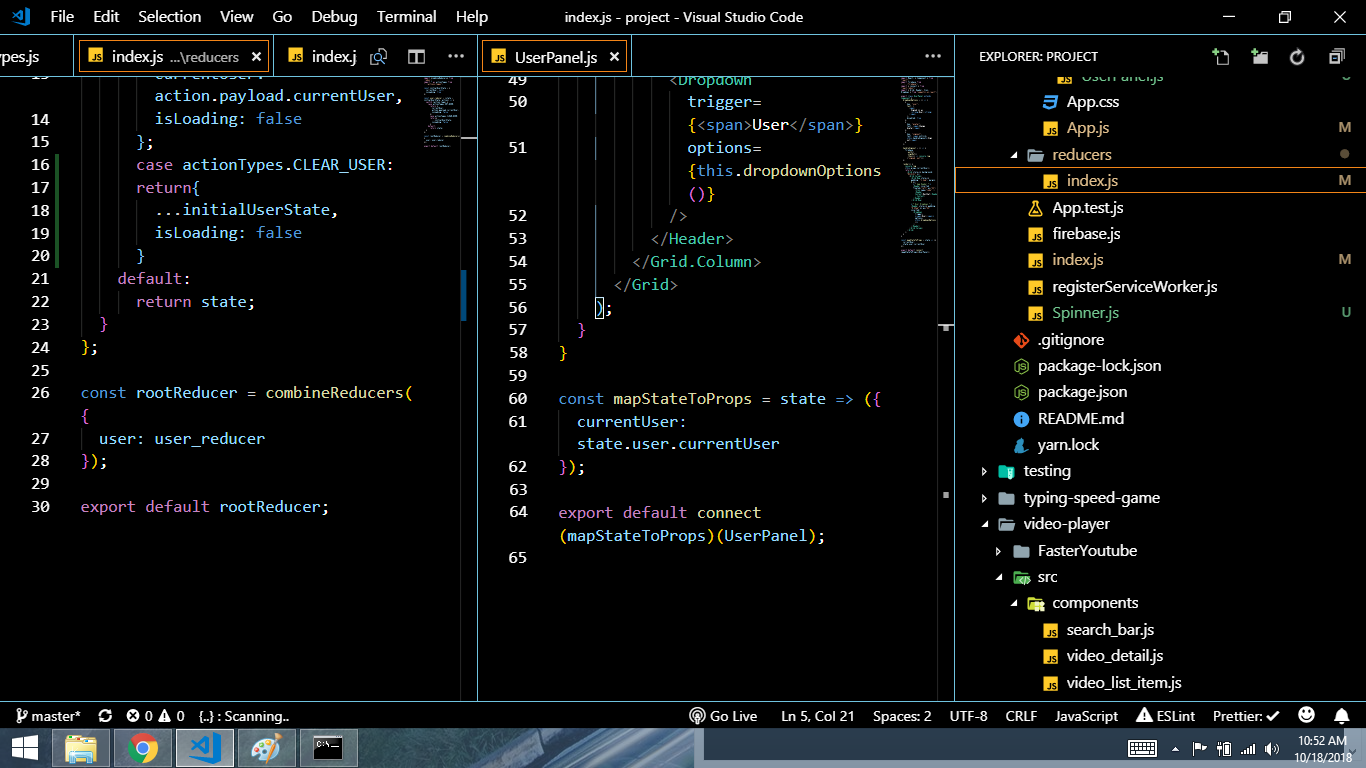 File Edit Selection View Go Debug Terminal Help
index.js - project - Visual Studio Code
ypes.js
index.js ...\reducers
index.j
UserPanel.js
action.payload.currentUser,
14 isLoading: false
15 };
16 case actionTypes.CLEAR_USER:
17 return{
18 ...initialUserState,
19 isLoading: false
20 }
21 default:
22 return state;
23 }
24 };
25
26 const rootReducer = combineReducers(
{
27 user: user_reducer
28 });
29
30 export default rootReducer;
49 <Dropdown
50 trigger=
{<span>User</span>}
51 options=
{this.dropdownOptions
()}
52 />
53 </Header>
54 </Grid.Column>
55 </Grid>
56 );
57 }
58 }
59
60 const mapStateToProps = state => ({
61 currentUser:
state.user.currentUser
62 });
63
64 export default connect
(mapStateToProps)(UserPanel);
65
EXPLORER: PROJECT
UserPanel.js U
App.css
App.js M
reducers
index.js M
App.test.js
firebase.js
index.js M
registerServiceWorker.js
Spinner.js U
.gitignore
package-lock.json
package.json
README.md
yarn.lock
testing
typing-speed-game
video-player
FasterYoutube
src
components
search_bar.js
video_detail.js
video_list_item.js
master* 0 0 {..} : Scanning..
Go Live Ln 5, Col 21 Spaces: 2 UTF-8 CRLF JavaScript ESLint Prettier: ✓
10:52 AM
10/18/2018